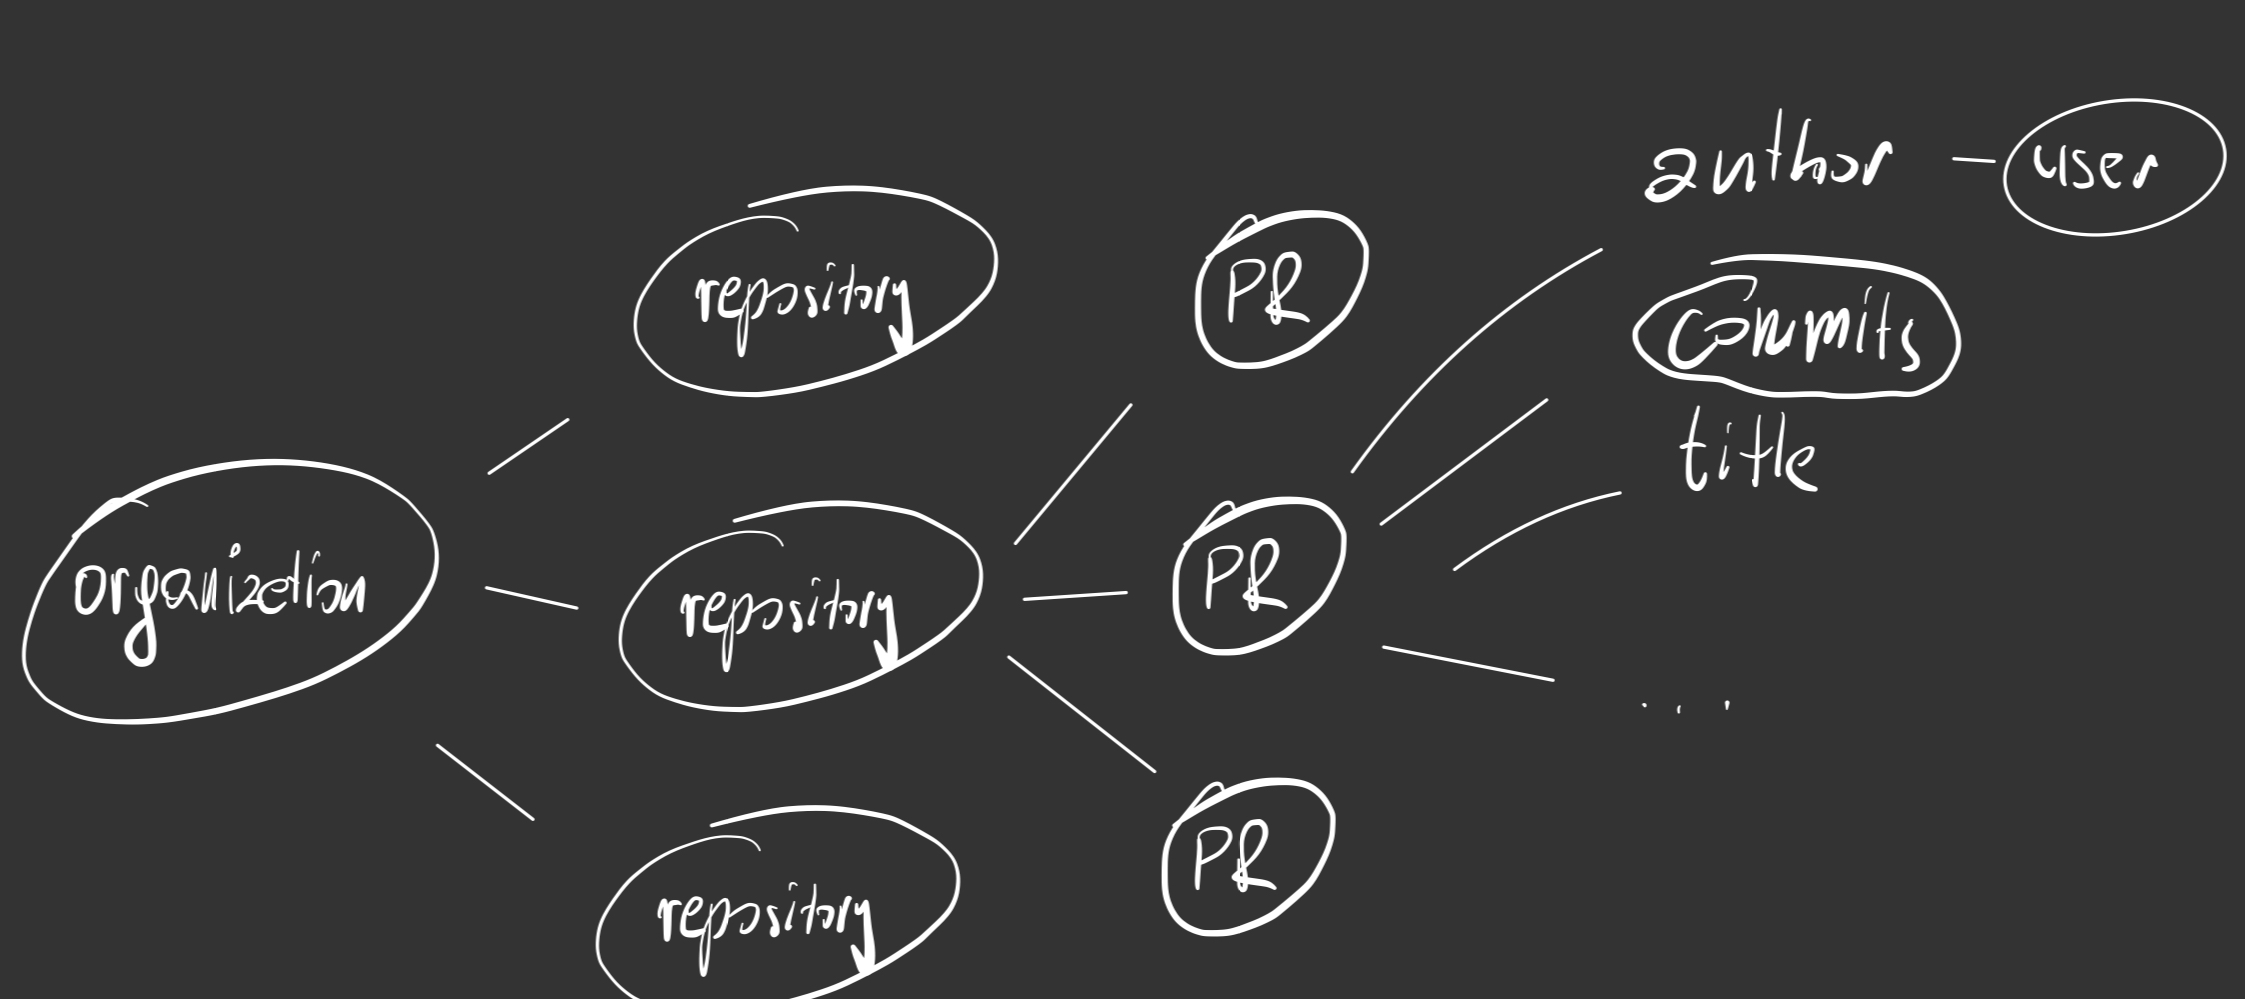 organization
repository
repository
repository
PR
PR
PR
author - user
commits
title
...